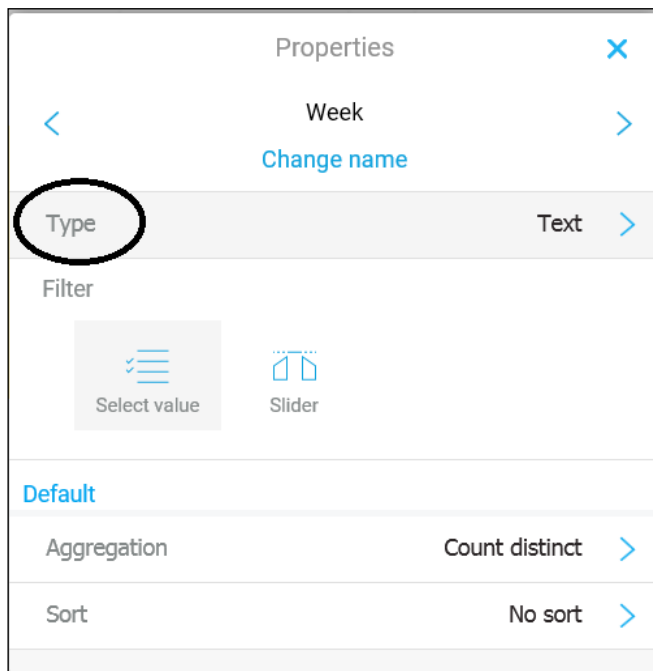 Properties
Week
Change name
Type Text
Filter
Select value Slider
Default
Aggregation Count distinct
Sort No sort